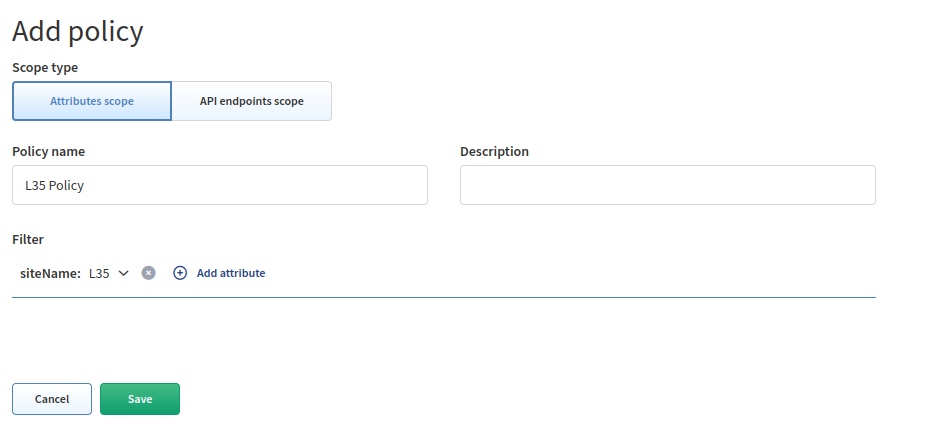 Add policy
Scope type
Attributes scope API endpoints scope
Policy name Description
L35 Policy
Filter
siteName: L35 Add attribute
Cancel Save